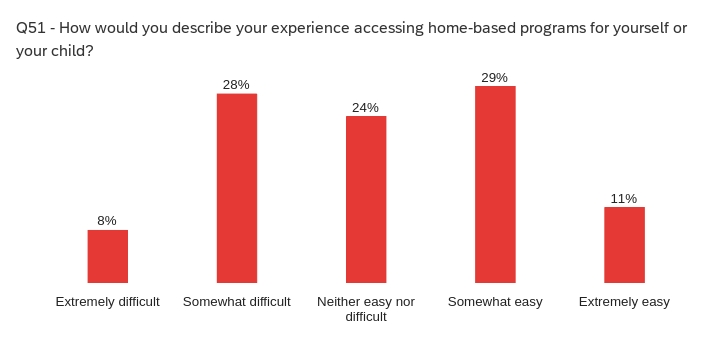 Q51 - How would you describe your experience accessing home-based programs for yourself or
your child?
29%
28%
24%
11%
8%
Extremely difficult
Somewhat difficult
Neither easy nor
difficult
Somewhat easy
Extremely easy